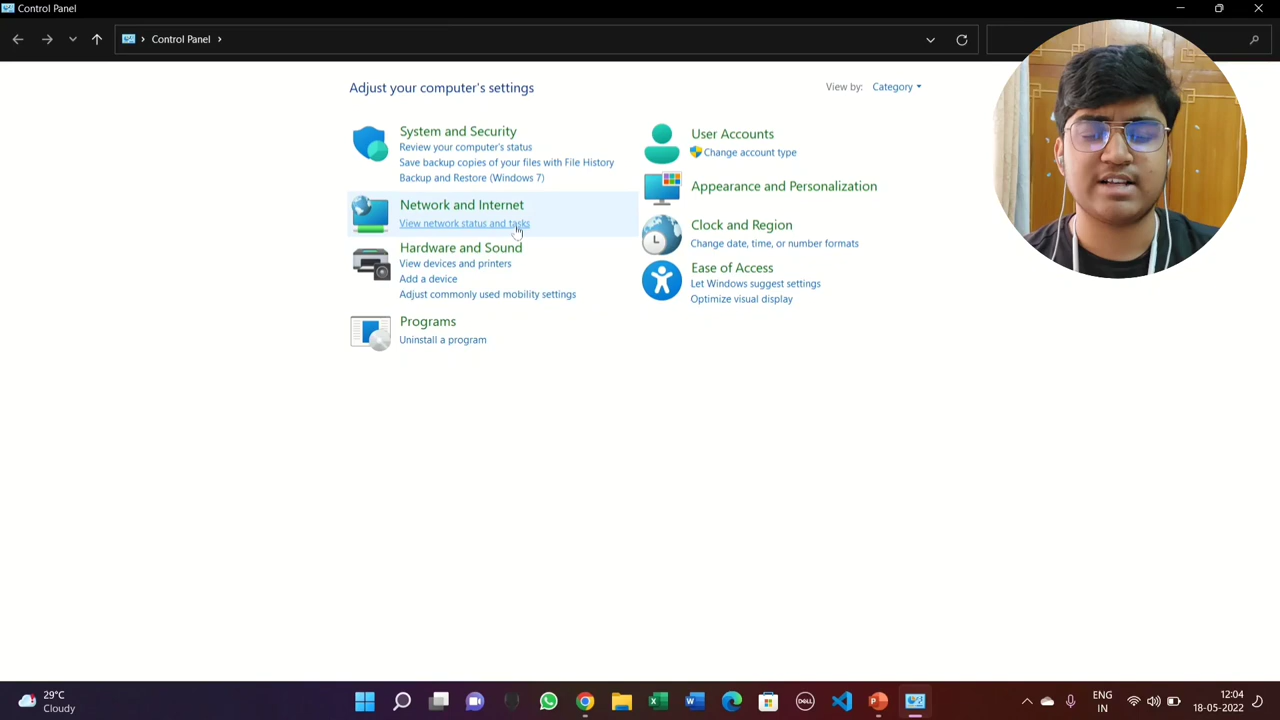 Control Panel
Control Panel
Adjust your computer's settings
View by: Category
System and Security
Review your computer's status
Save backup copies of your files with File History
Backup and Restore (Windows 7)
Network and Internet
View network status and tasks
Hardware and Sound
View devices and printers
Add a device
Adjust commonly used mobility settings
Programs
Uninstall a program
User Accounts
Change account type
Appearance and Personalization
Clock and Region
Change date, time, or number formats
Ease of Access
Let Windows suggest settings
Optimize visual display
29°C
Cloudy
DELL
ENG
IN
12:04
18-05-2022